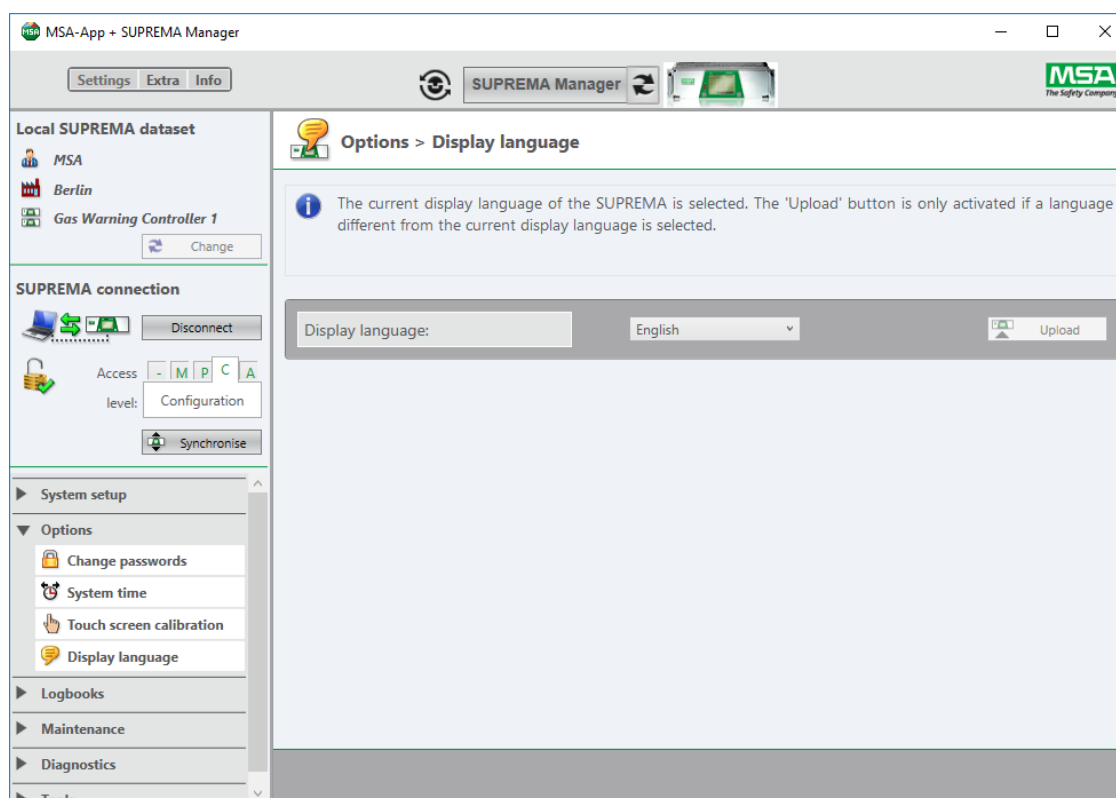 MSA
MSA-App + SUPREMA Manager
Settings Extra Info
SUPREMA Manager
MSA
The Safety Company
Local SUPREMA dataset
MSA
Berlin
Gas Warning Controller 1
Change
SUPREMA connection
Disconnect
Access - M P C A
level: Configuration
Synchronise
System setup
Options
Change passwords
System time
Touch screen calibration
Display language
Logbooks
Maintenance
Diagnostics
Options > Display language
The current display language of the SUPREMA is selected. The 'Upload' button is only activated if a language
different from the current display language is selected.
Display language: English Upload